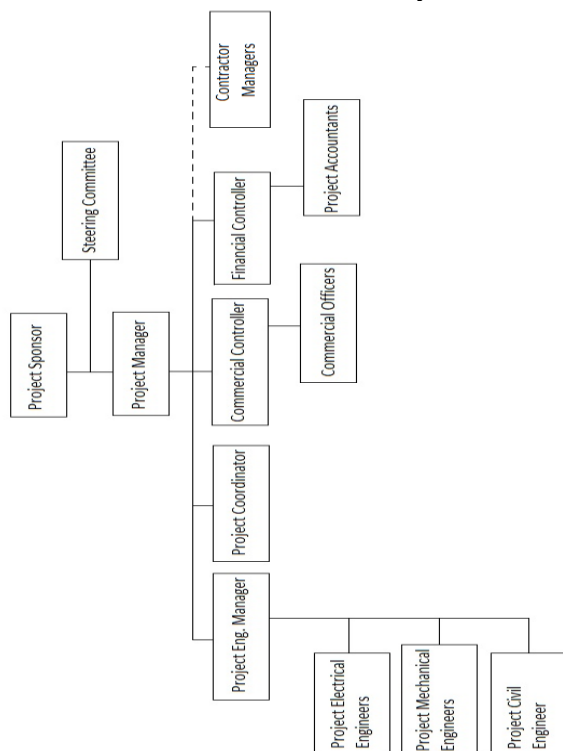 Project Sponsor
Steering Committee
Project Manager
Project Eng. Manager
Project Coordinator
Commercial Controller
Financial Controller
Contractor
Managers
Project Electrical
Engineers
Project Mechanical
Engineers
Project Civil
Engineer
Commercial Officers
Project Accountants